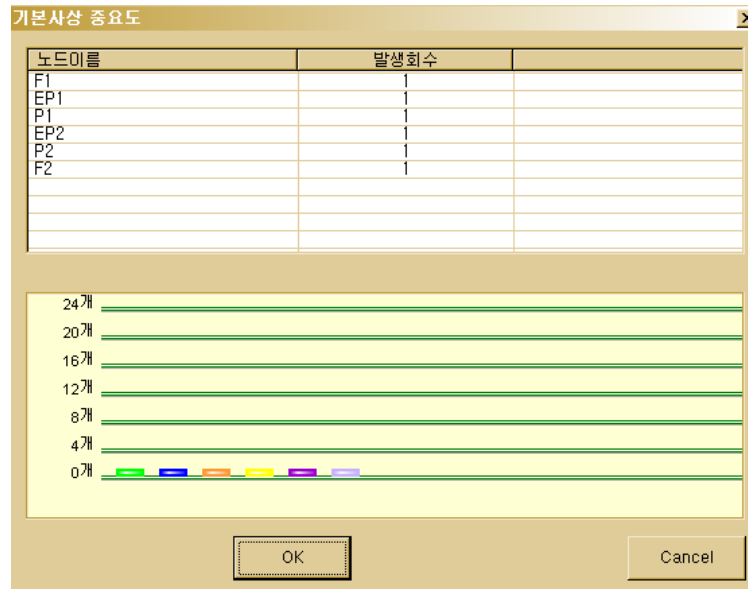 기본사상 중요도
노드이름 발생회수
F1 1
EP1 1
P1 1
EP2 1
P2 1
F2 1
24개
20개
16개
12개
8개
4개
0개
OK Cancel